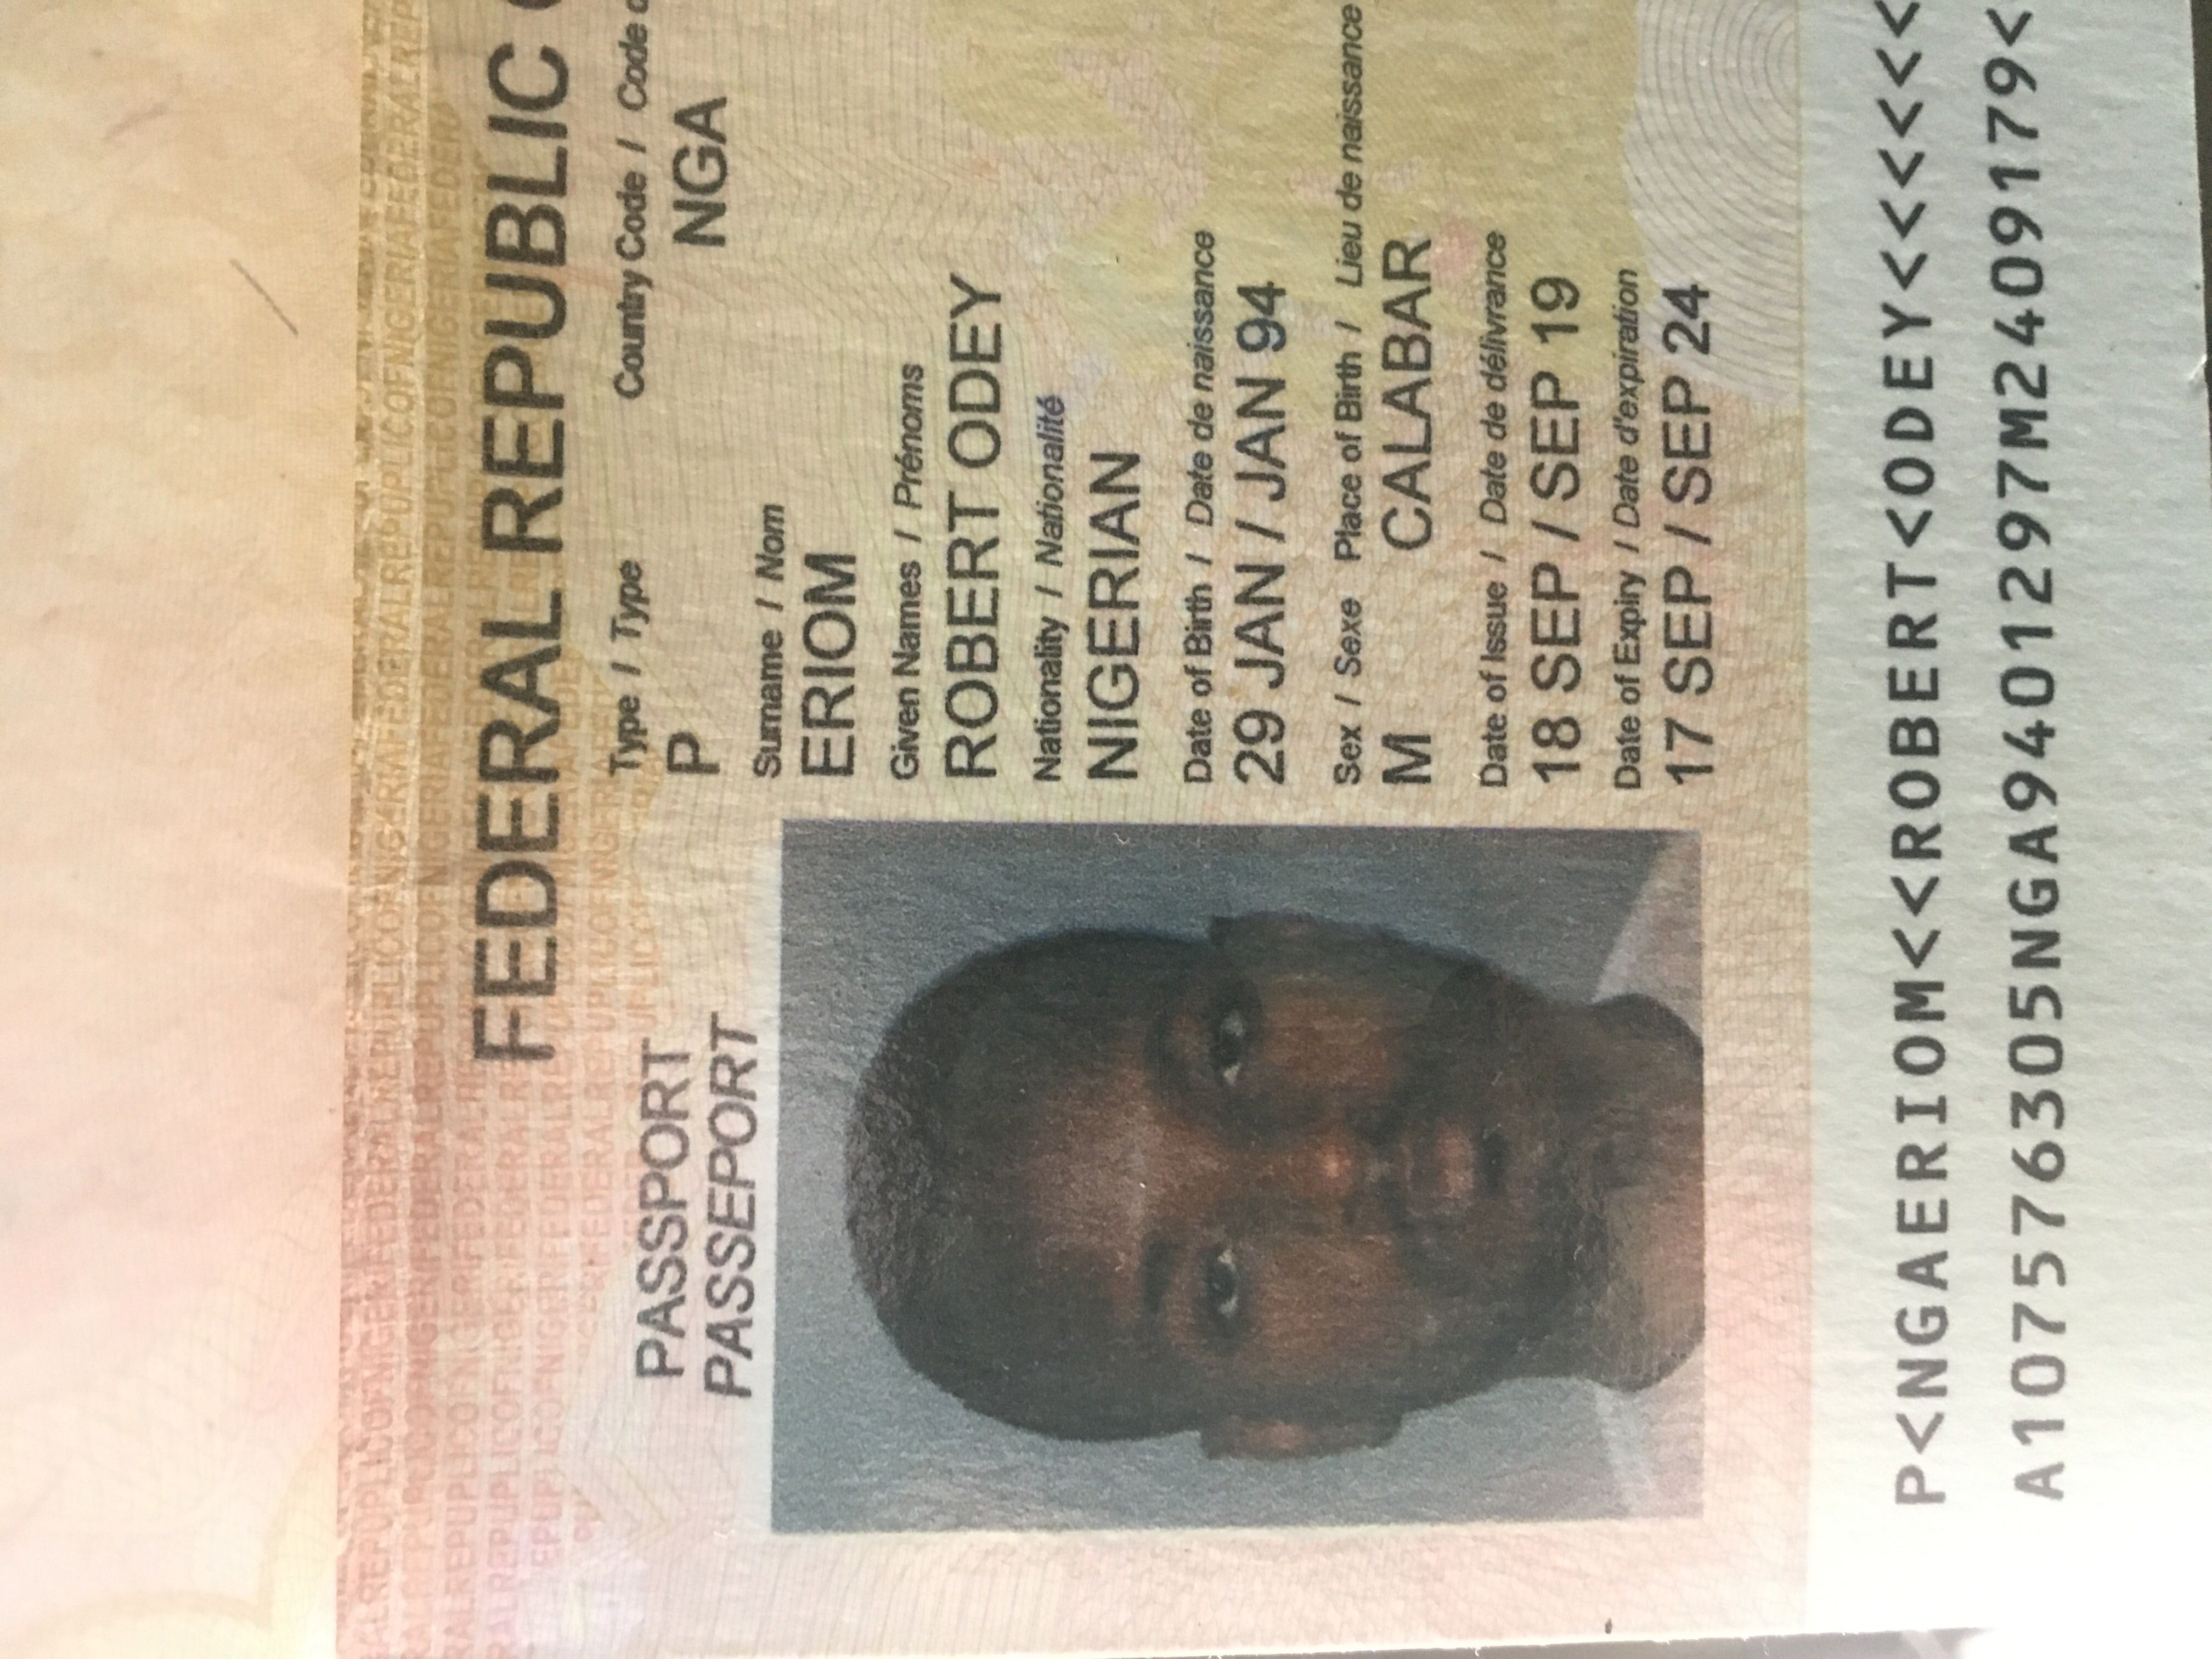 FEDERAL REPUBLIC
PASSPORT
PASSEPORT
Type / Type
Country Code / Code
P
NGA
Surname / Nom
ERIOM
Given Names / Prénoms
ROBERT ODEY
Nationality / Nationalité
NIGERIAN
Date of Birth / Date de naissance
29 JAN / JAN 94
Sex / Sexe Place of Birth / Lieu de naissance
M CALABAR
Date of Issue / Date de délivrance
18 SEP / SEP 19
Date of Expiry / Date d'expiration
17 SEP / SEP 24
P<NGAERIOM<<ROBERT<ODEY<<<<<<
A107576305NGA9401297M2409179<